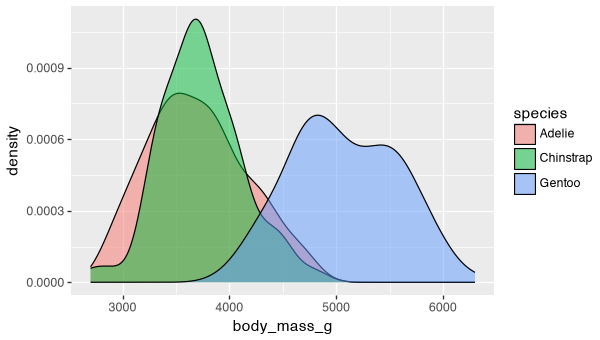 0.0009
0.0006
0.0003
0.0000
density
3000 4000 5000 6000
body_mass_g
species
Adelie
Chinstrap
Gentoo